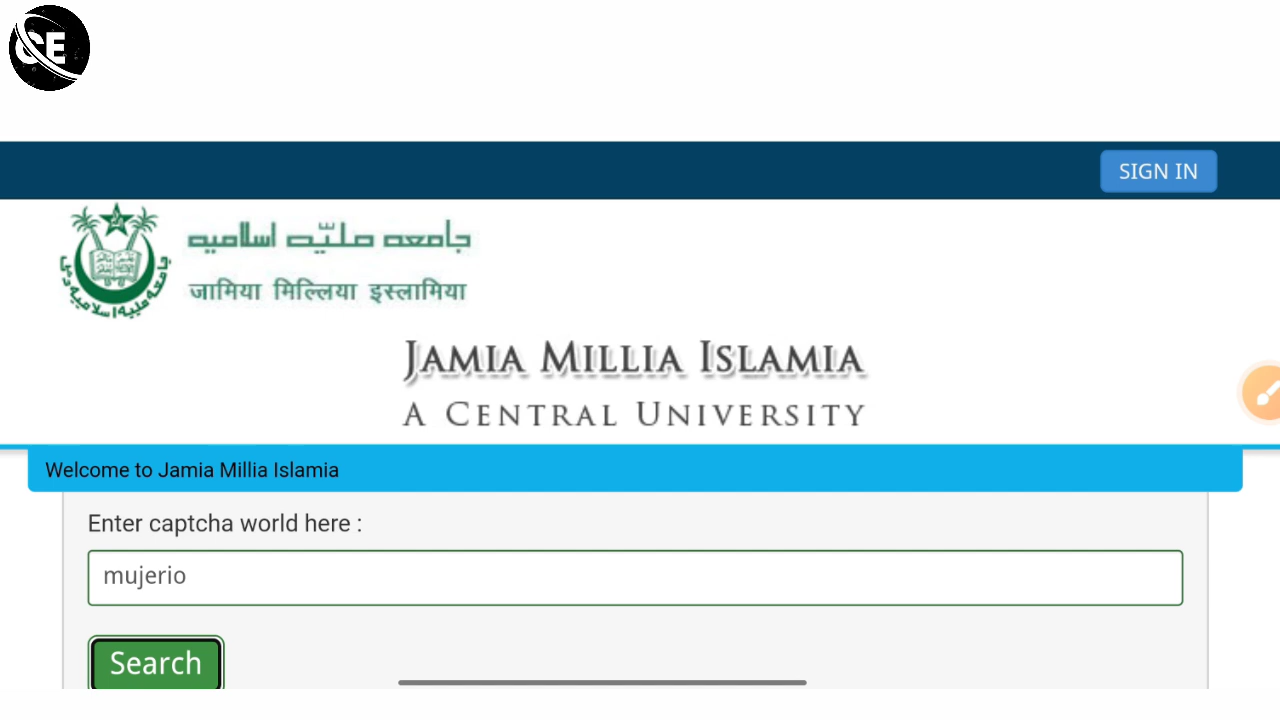 CE
SIGN IN
جامعہ ملیّہ اسلامیہ
जामिया मिल्लिया इस्लामिया
JAMIA MILLIA ISLAMIA
A CENTRAL UNIVERSITY
Welcome to Jamia Millia Islamia
Enter captcha world here :
mujerio
Search